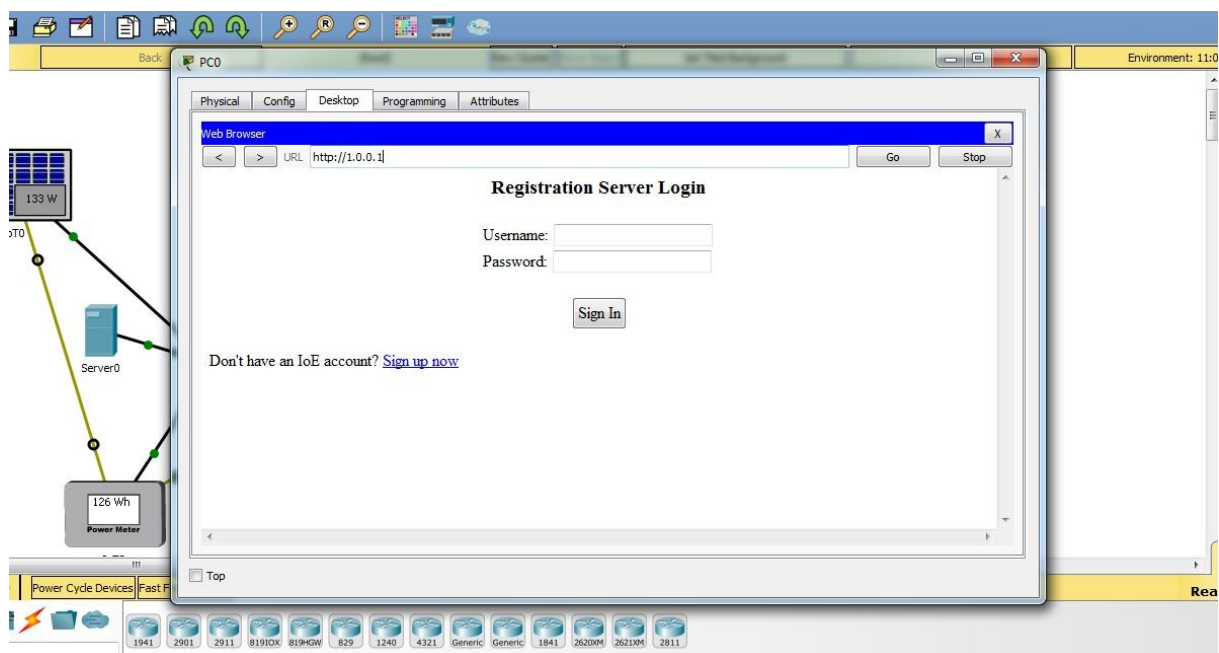 Back
PC0
Environment: 11:0
Physical Config Desktop Programming Attributes
Web Browser
X
< > URL http://1.0.0.1 Go Stop
Registration Server Login
133 W
Username:
Password:
Sign In
Server0
Don't have an IoE account? Sign up now
126 Wh
Power Meter
Top
Power Cycle Devices Fast F
Rea
1941 2901 2911 819IOX 819HGW 829 1240 4321 Generic Generic 1841 2620XM 2621XM 2811